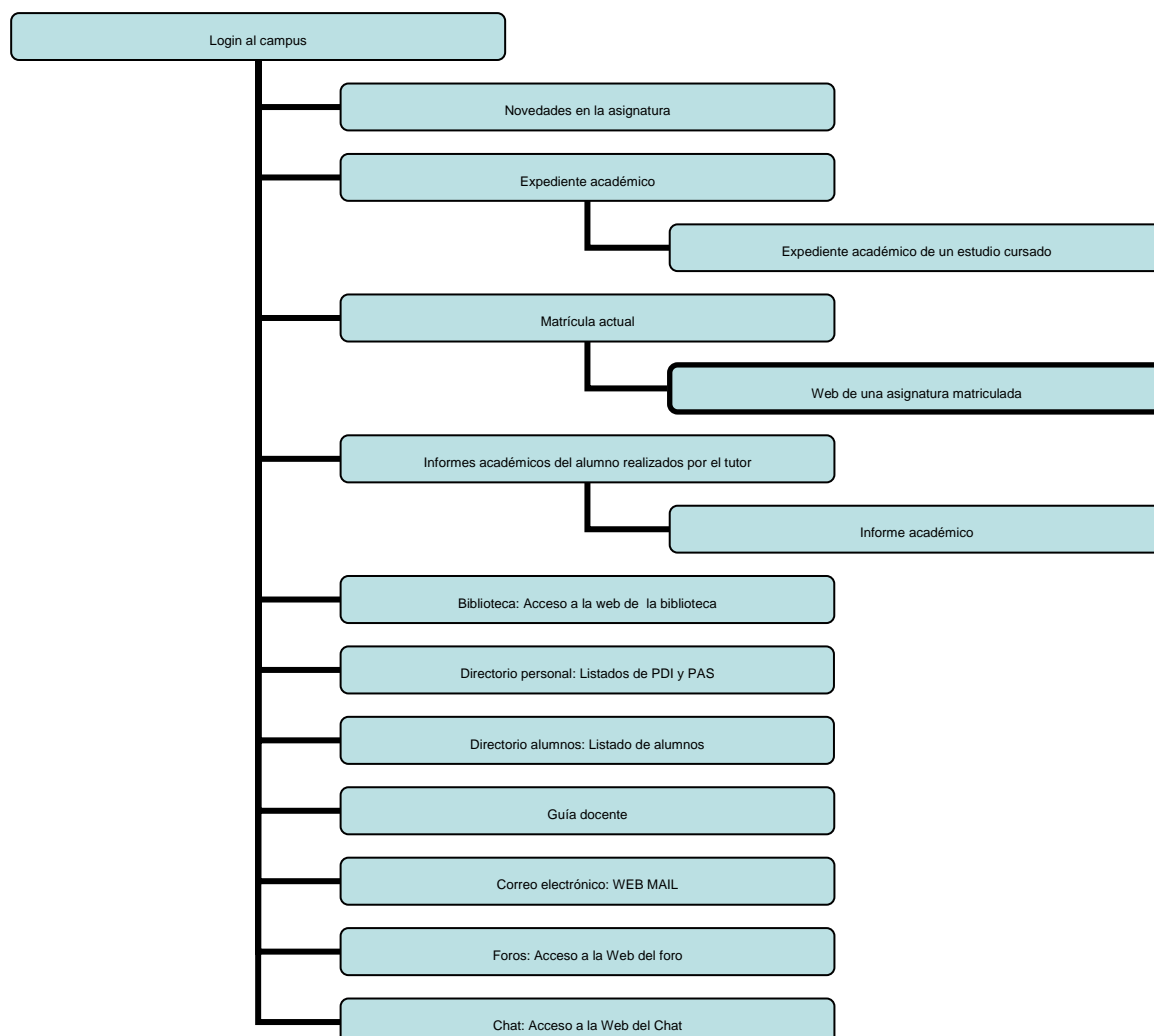 Login al campus
Novedades en la asignatura
Expediente académico
Expediente académico de un estudio cursado
Matrícula actual
Web de una asignatura matriculada
Informes académicos del alumno realizados por el tutor
Informe académico
Biblioteca: Acceso a la web de  la biblioteca
Directorio personal: Listados de PDI y PAS
Directorio alumnos: Listado de alumnos
Guía docente
Correo electrónico: WEB MAIL
Foros: Acceso a la Web del foro
Chat: Acceso a la Web del Chat